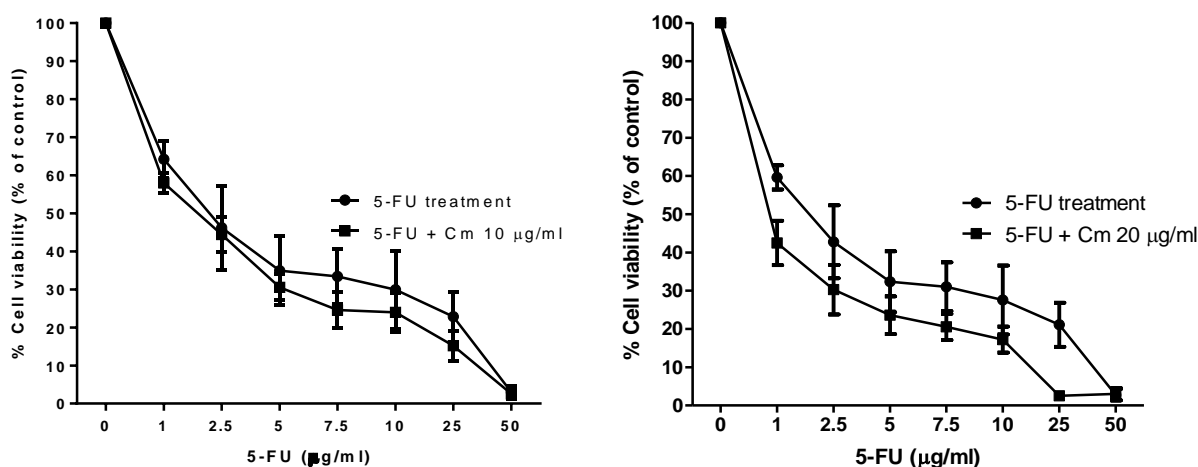 % Cell viability (% of control)
100
90
80
70
60
50
40
30
20
10
0
0 1 2.5 5 7.5 10 25 50
5-FU (μg/ml)
5-FU treatment
5-FU + Cm 10 μg/ml
% Cell viability (% of control)
100
90
80
70
60
50
40
30
20
10
0
0 1 2.5 5 7.5 10 25 50
5-FU (μg/ml)
5-FU treatment
5-FU + Cm 20 μg/ml